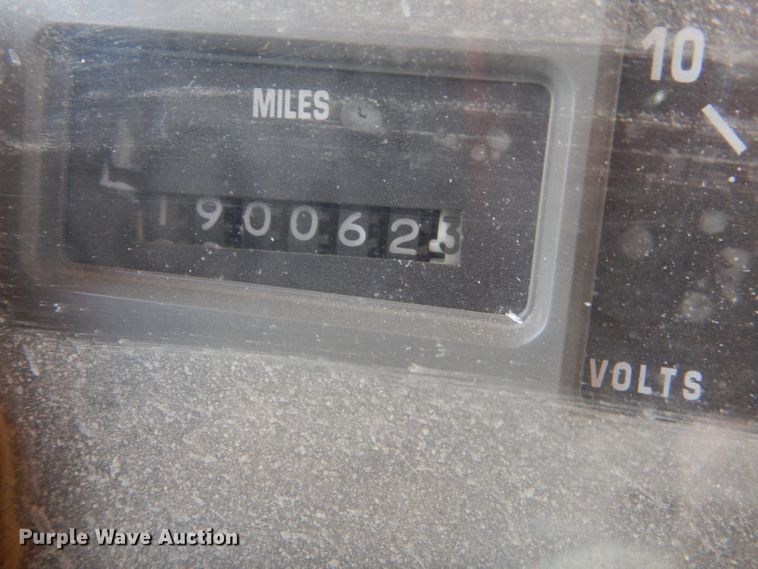 10
MILES
1900623
VOLTS
Purple Wave Auction